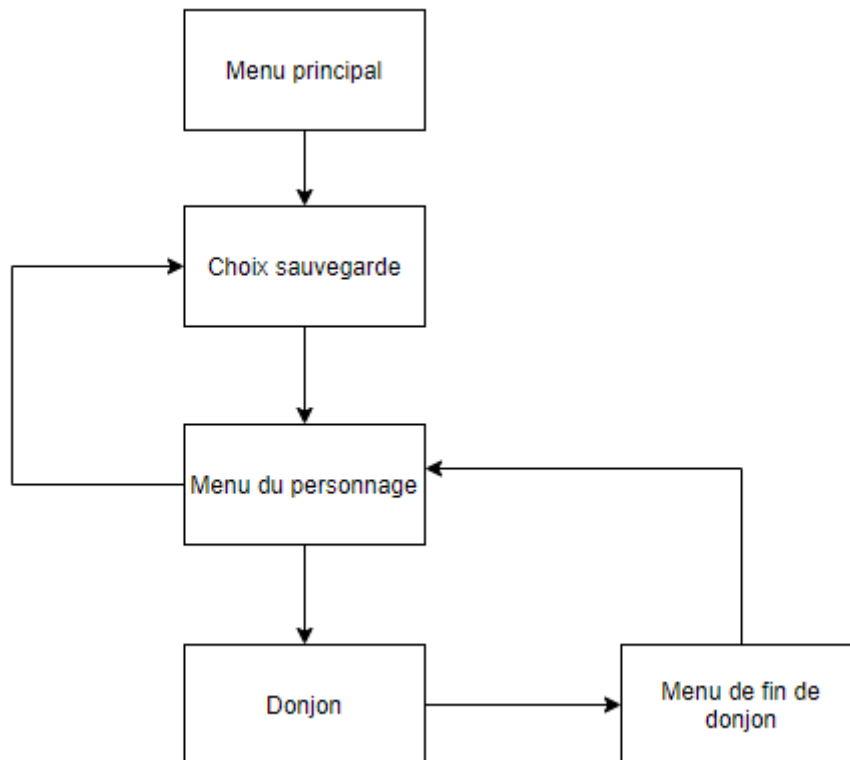 Menu principal
Choix sauvegarde
Menu du personnage
Donjon
Menu de fin de
donjon